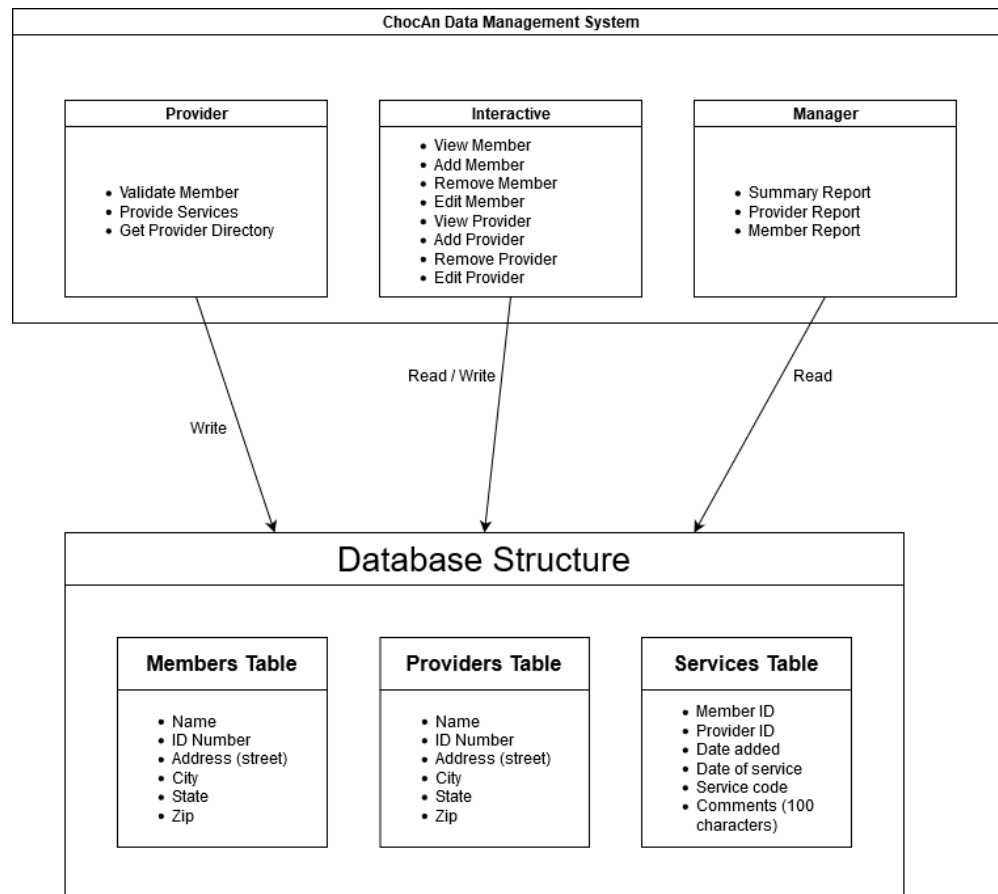 ChocAn Data Management System
Provider
Validate Member
Provide Services
Get Provider Directory
Interactive
View Member
Add Member
Remove Member
Edit Member
View Provider
Add Provider
Remove Provider
Edit Provider
Manager
Summary Report
Provider Report
Member Report
Write
Read / Write
Read
Database Structure
Members Table
Name
ID Number
Address (street)
City
State
Zip
Providers Table
Name
ID Number
Address (street)
City
State
Zip
Services Table
Member ID
Provider ID
Date added
Date of service
Service code
Comments (100
characters)